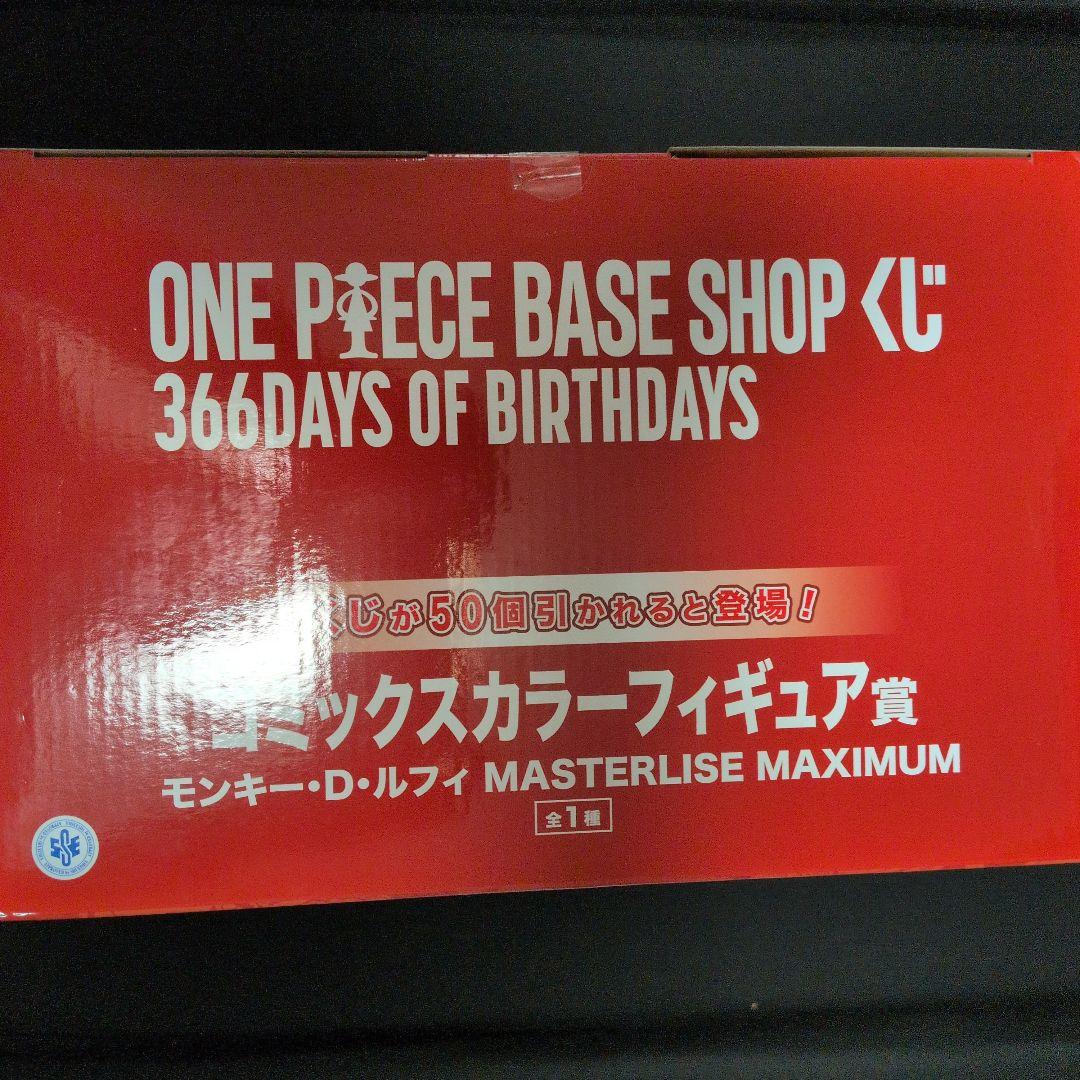 ONE PIECE BASE SHOP くじ
366DAYS OF BIRTHDAYS
くじが50個引かれると登場！
コミックスカラーフィギュア賞
モンキー・D・ルフィ MASTERLISE MAXIMUM
全1種